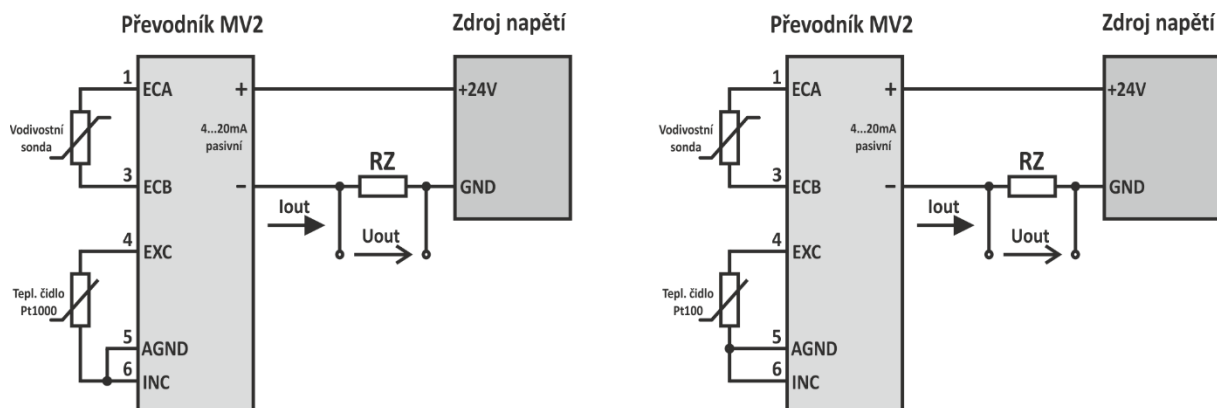 Převodník MV2
Zdroj napětí
1
ECA
+
+24V
Vodivostní
sonda
4...20mA
pasivní
RZ
3
ECB
−
GND
Iout
Uout
4
EXC
Tepl. čidlo
Pt1000
5
AGND
6
INC
Převodník MV2
Zdroj napětí
1
ECA
+
+24V
Vodivostní
sonda
4...20mA
pasivní
RZ
3
ECB
−
GND
Iout
Uout
4
EXC
Tepl. čidlo
Pt100
5
AGND
6
INC